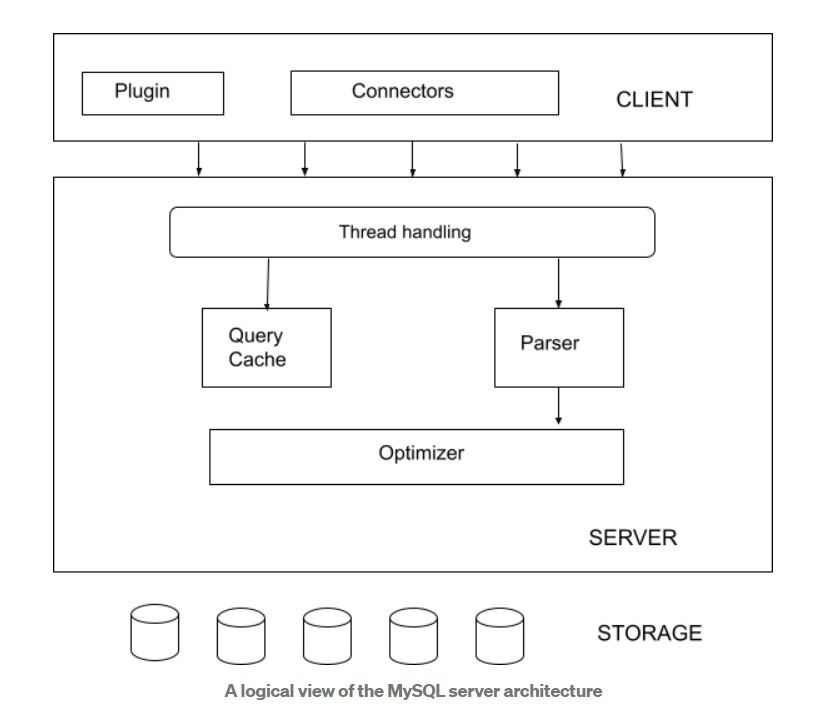 Plugin
Connectors
CLIENT
Thread handling
Query
Cache
Parser
Optimizer
SERVER
STORAGE
A logical view of the MySQL server architecture